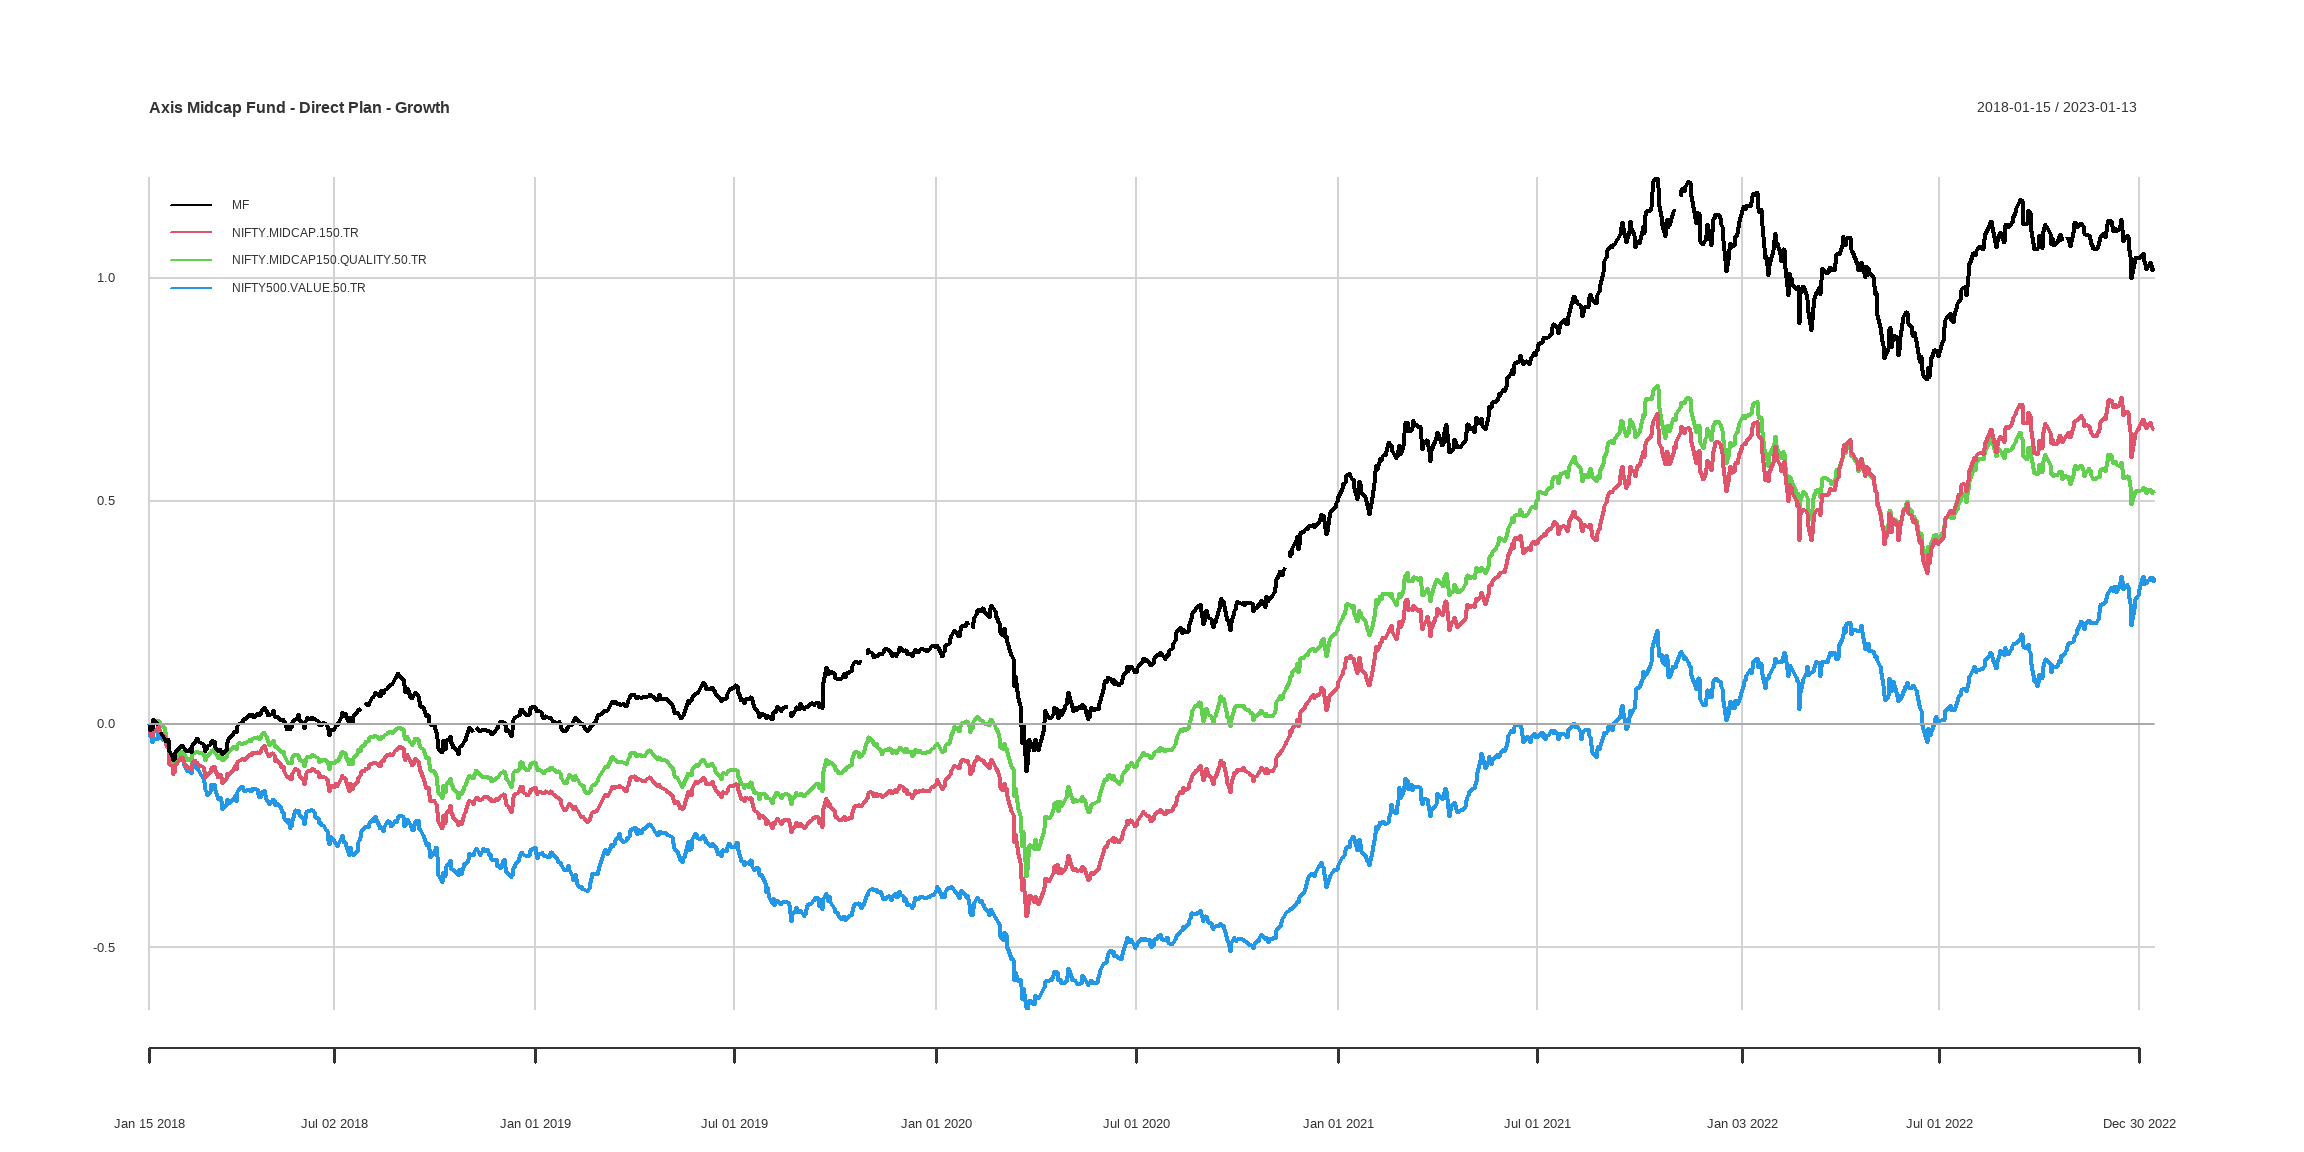 Axis Midcap Fund - Direct Plan - Growth
2018-01-15 / 2023-01-13
MF
NIFTY.MIDCAP.150.TR
NIFTY.MIDCAP150.QUALITY.50.TR
NIFTY500.VALUE.50.TR
1.0
0.5
0.0
-0.5
Jan 15 2018 Jul 02 2018 Jan 01 2019 Jul 01 2019 Jan 01 2020 Jul 01 2020 Jan 01 2021 Jul 01 2021 Jan 03 2022 Jul 01 2022 Dec 30 2022